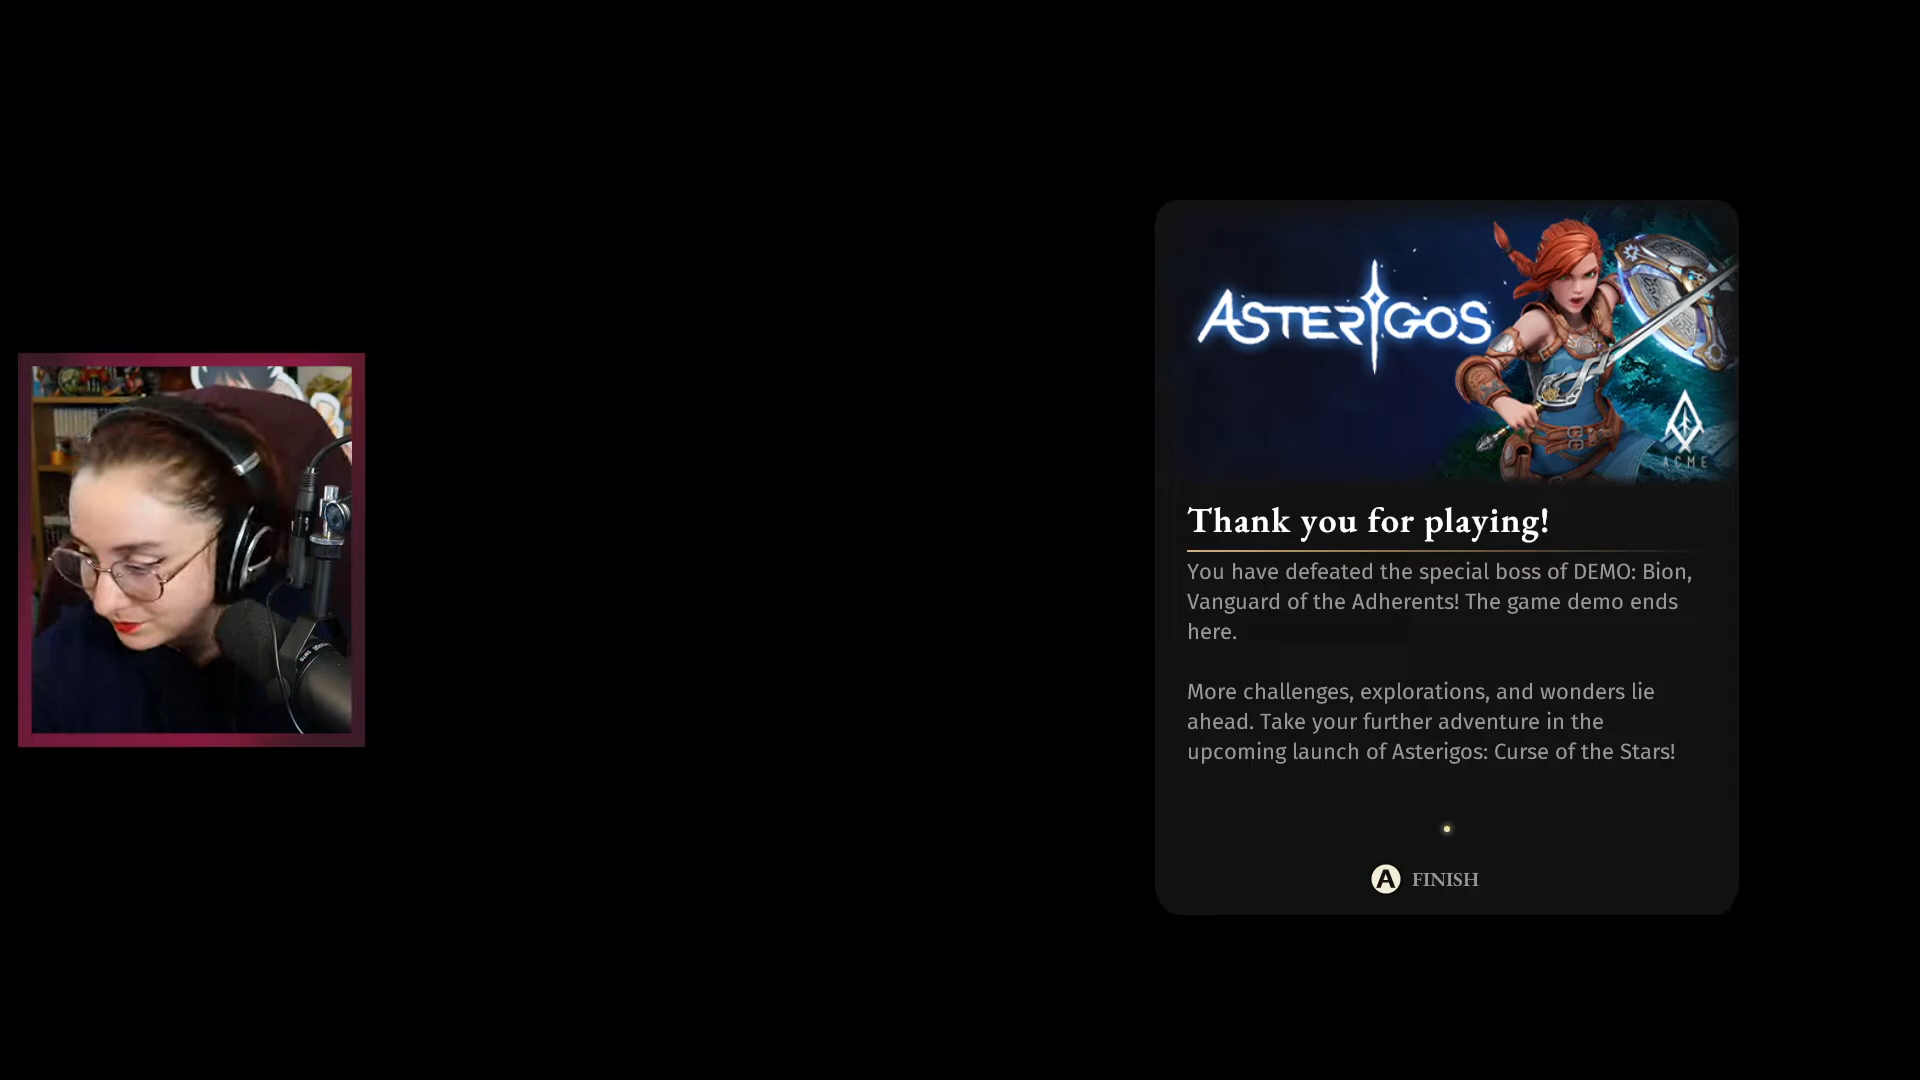 ASTERIGOS
ACME
Thank you for playing!
You have defeated the special boss of DEMO: Bion,
Vanguard of the Adherents! The game demo ends
here.
More challenges, explorations, and wonders lie
ahead. Take your further adventure in the
upcoming launch of Asterigos: Curse of the Stars!
A FINISH